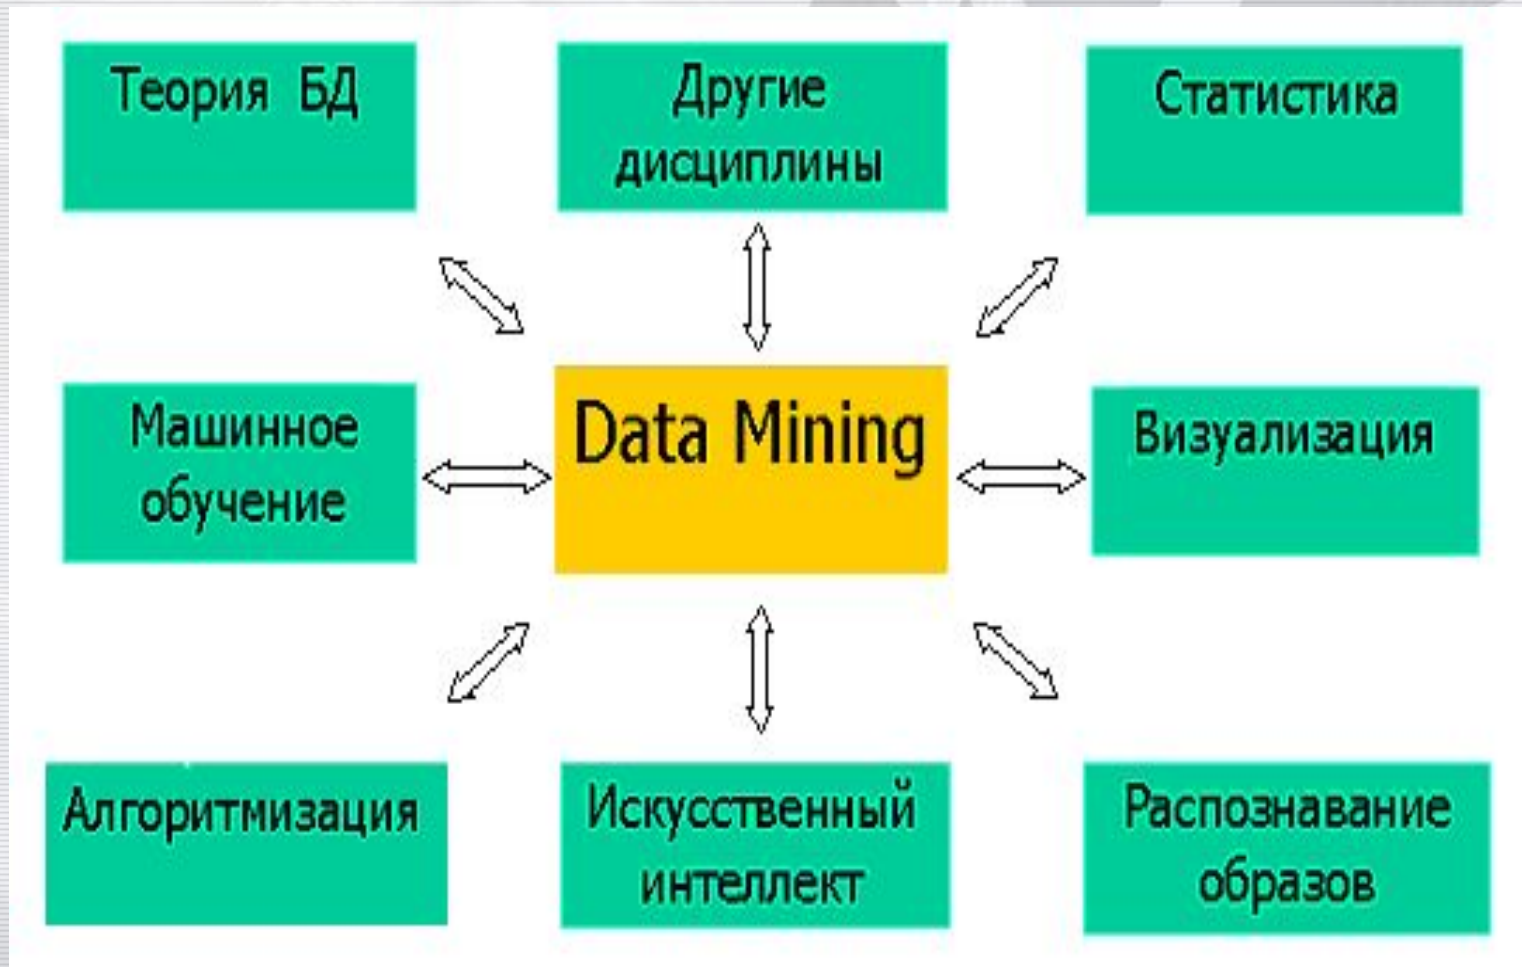 Теория БД
Другие
дисциплины
Статистика
Машинное
обучение
Data Mining
Визуализация
Алгоритмизация
Искусственный
интеллект
Распознавание
образов